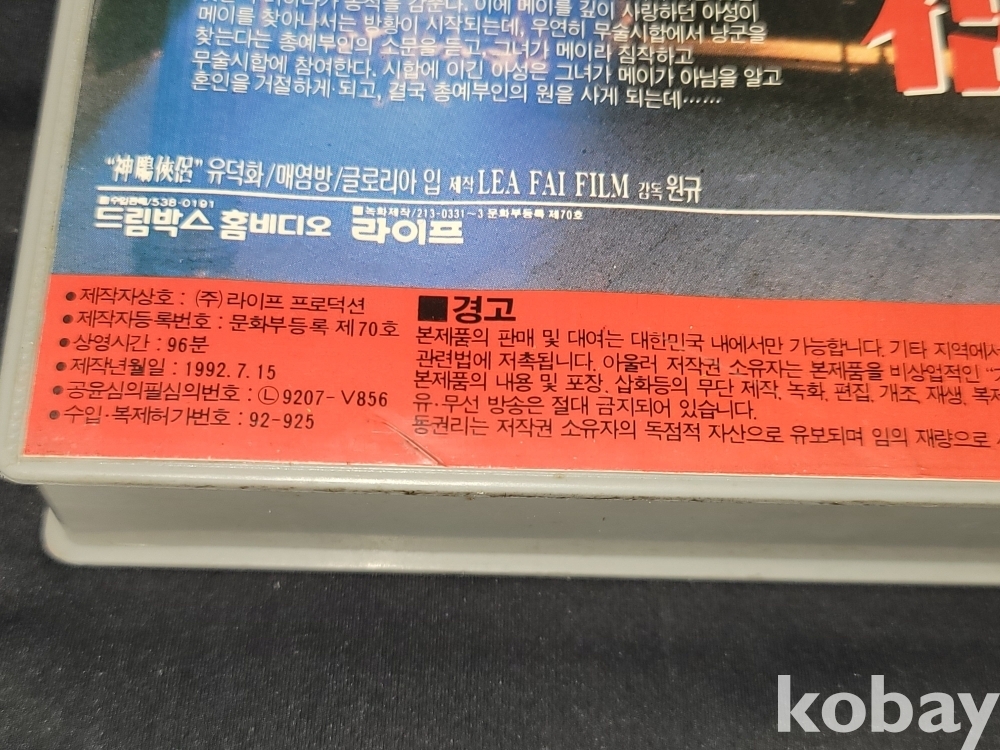 메이를 찾아나서는 방황이 시작되는데, 우연히 무술시합에서 낭군을
찾는다는 총예부인의 소문을 듣고, 그녀가 메이라 짐작하고
무술시합에 참여한다. 시합에 이긴 아성은 그녀가 메이가 아님을 알고
혼인을 거절하게 되고, 결국 총예부인의 원을 사게 되는데……
"神鵰俠侶" 유덕화/매염방/글로리아 입 제작 LEA FAI FILM 감독 원규
■수입판매/538-0191
드림박스 홈비디오
■녹화제작/213-0331~3 문화부등록 제70호
라이프
● 제작자상호 : (주) 라이프 프로덕션
● 제작자등록번호 : 문화부등록 제70호
● 상영시간 : 96분
● 제작년월일 : 1992. 7. 15
● 공윤심의필심의번호 : Ⓛ9207-V856
● 수입·복제허가번호 : 92-925
■경고
본제품의 판매 및 대여는 대한민국 내에서만 가능합니다. 기타 지역에서
관련법에 저촉됩니다. 아울러 저작권 소유자는 본제품을 비상업적인
본제품의 내용 및 포장, 삽화등의 무단 제작, 녹화, 편집, 개조, 재생, 복제
유·무선 방송은 절대 금지되어 있습니다.
동권리는 저작권 소유자의 독점적 자산으로 유보되며 임의 재량으로
kobay